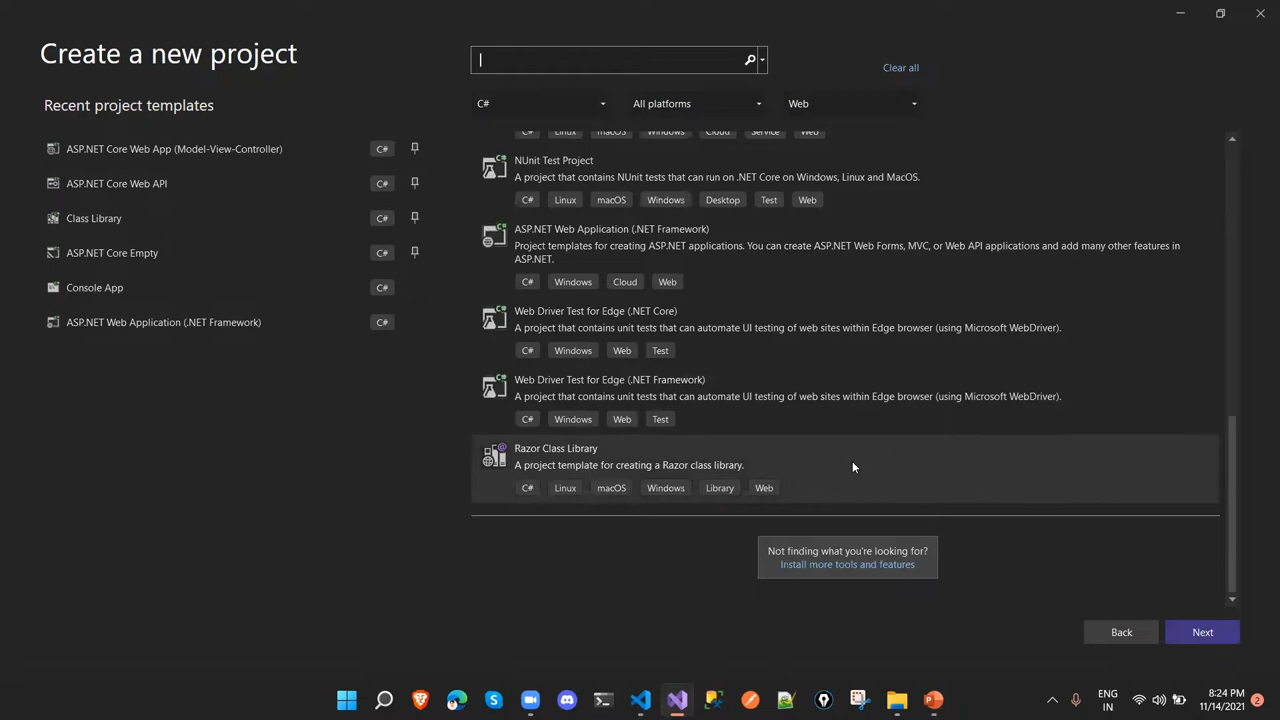 Create a new project
Clear all
Recent project templates
C#
All platforms
Web
ASP.NET Core Web App (Model-View-Controller)
C#
ASP.NET Core Web API
C#
Class Library
C#
ASP.NET Core Empty
C#
Console App
C#
ASP.NET Web Application (.NET Framework)
C#
C# Linux macOS Windows Cloud Service Web
NUnit Test Project
A project that contains NUnit tests that can run on .NET Core on Windows, Linux and MacOS.
C# Linux macOS Windows Desktop Test Web
ASP.NET Web Application (.NET Framework)
Project templates for creating ASP.NET applications. You can create ASP.NET Web Forms, MVC, or Web API applications and add many other features in
ASP.NET.
C# Windows Cloud Web
Web Driver Test for Edge (.NET Core)
A project that contains unit tests that can automate UI testing of web sites within Edge browser (using Microsoft WebDriver).
C# Windows Web Test
Web Driver Test for Edge (.NET Framework)
A project that contains unit tests that can automate UI testing of web sites within Edge browser (using Microsoft WebDriver).
C# Windows Web Test
Razor Class Library
A project template for creating a Razor class library.
C# Linux macOS Windows Library Web
Not finding what you're looking for?
Install more tools and features
Back
Next
ENG
IN
8:24 PM
11/14/2021
2